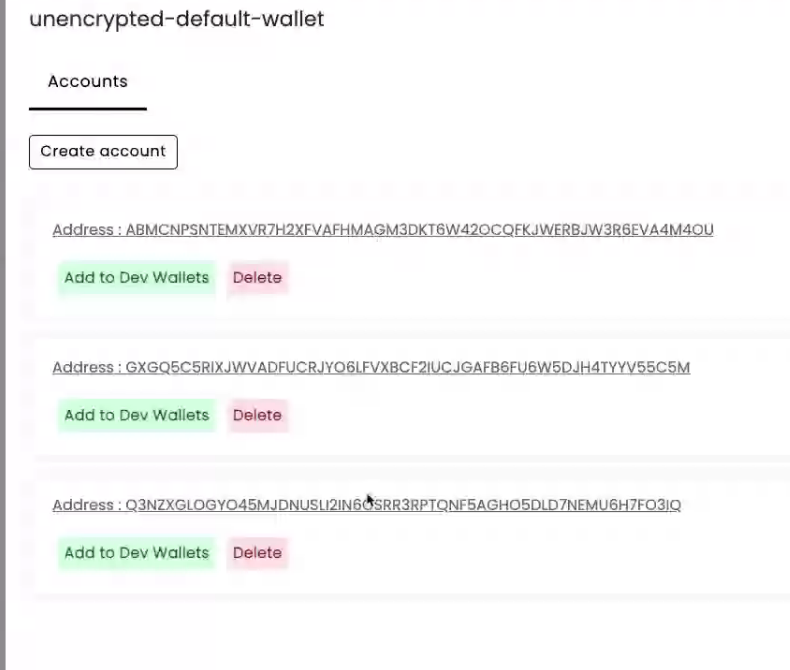 unencrypted-default-wallet
Accounts
Create account
Address : ABMCNPSNTEMXVR7H2XFVAFHMAGM3DKT6W42OCQFKJWERBJW3R6EVA4M4OU
Add to Dev Wallets Delete
Address : GXGQ5C5RIXJWVADFUCRJYO6LFVXBCF2IUCJGAFB6FU6W5DJH4TYYV55C5M
Add to Dev Wallets Delete
Address :
Add to Dev Wallets Delete